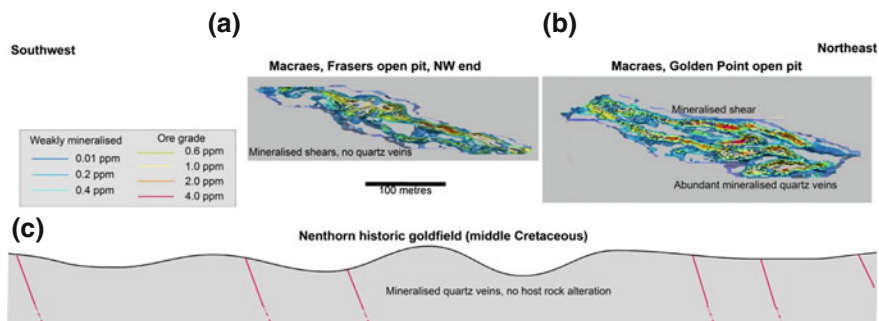 (a)
(b)
Southwest
Northeast
Macraes, Frasers open pit, NW end
Macraes, Golden Point open pit
Mineralised shear
Weakly mineralised
Ore grade
0.01 ppm
0.2 ppm
0.4 ppm
0.6 ppm
1.0 ppm
2.0 ppm
4.0 ppm
Mineralised shears, no quartz veins
100 metres
Abundant mineralised quartz veins
(c)
Nenthorn historic goldfield (middle Cretaceous)
Mineralised quartz veins, no host rock alteration